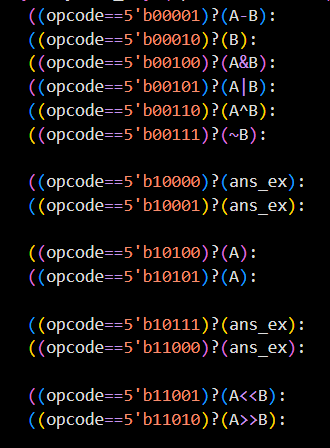 ((opcode==5'b00001)?(A-B):
((opcode==5'b00010)?(B):
((opcode==5'b00100)?(A&B):
((opcode==5'b00101)?(A|B):
((opcode==5'b00110)?(A^B):
((opcode==5'b00111)?(~B):
((opcode==5'b10000)?(ans_ex):
((opcode==5'b10001)?(ans_ex):
((opcode==5'b10100)?(A):
((opcode==5'b10101)?(A):
((opcode==5'b10111)?(ans_ex):
((opcode==5'b11000)?(ans_ex):
((opcode==5'b11001)?(A<<B):
((opcode==5'b11010)?(A>>B):